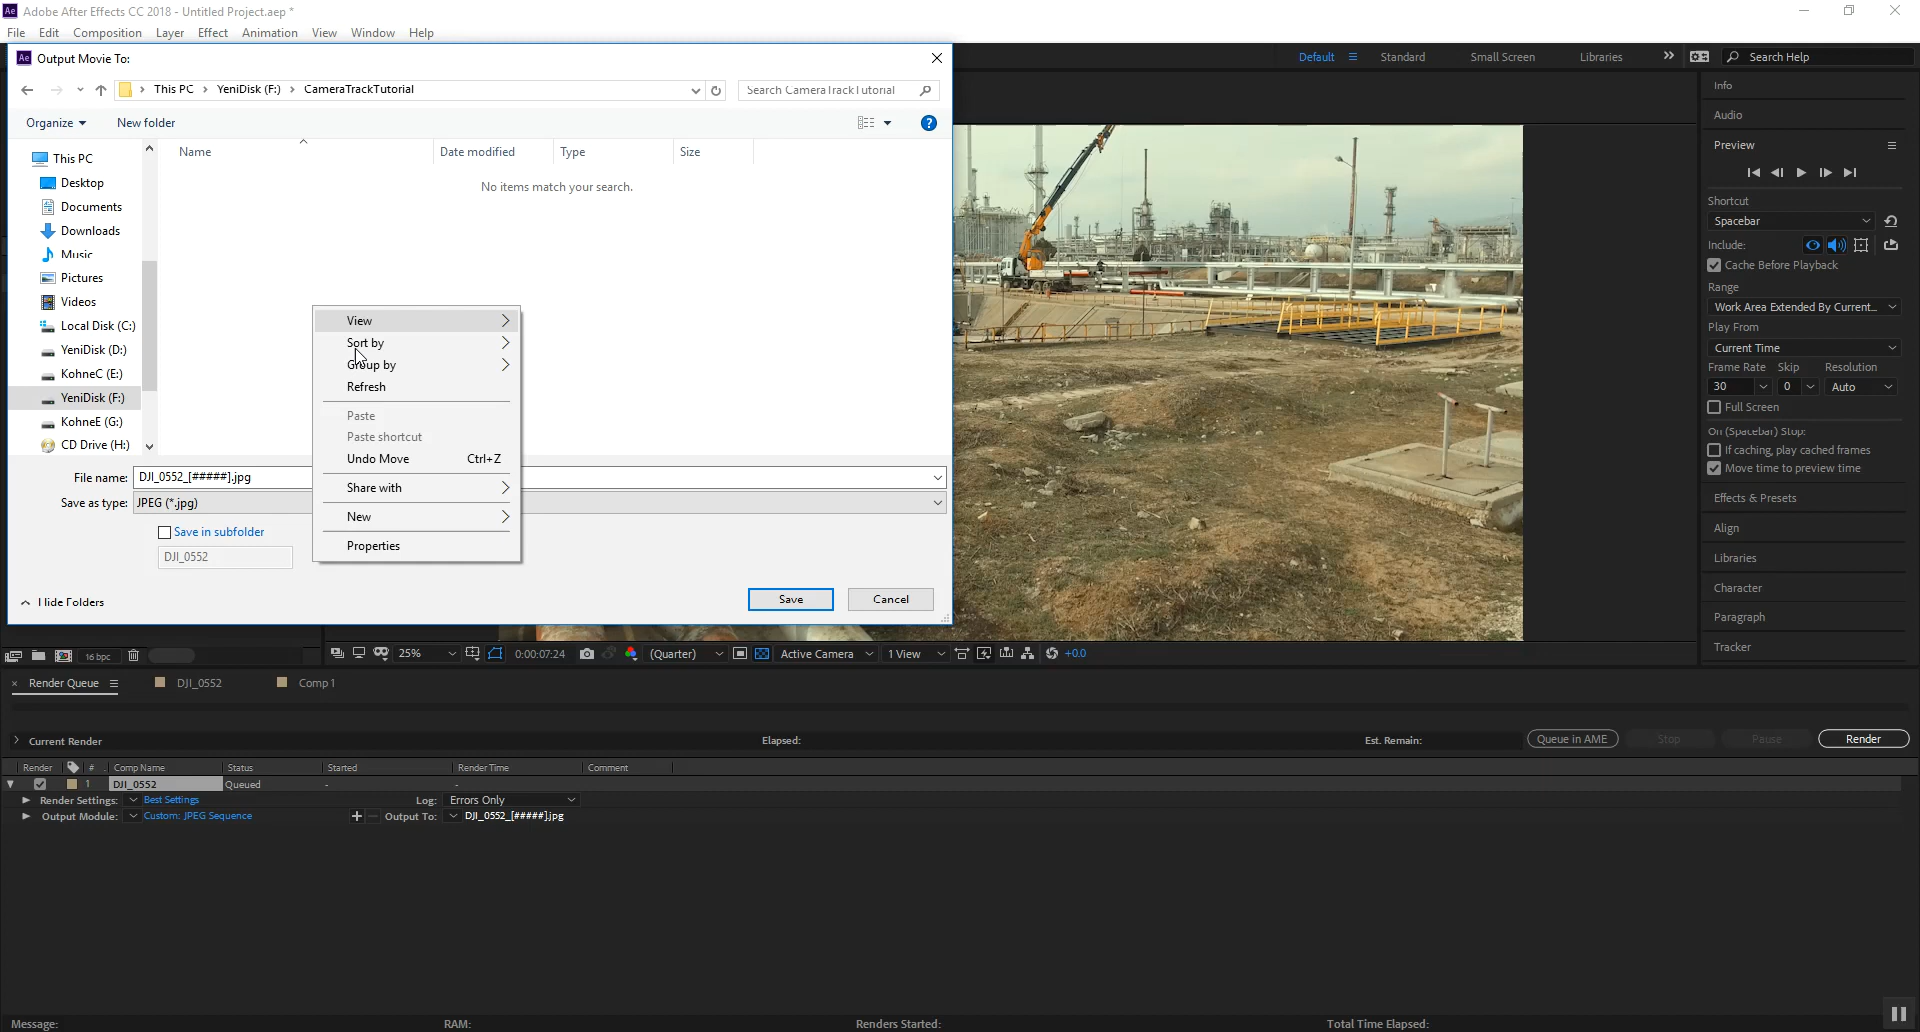 Ae Adobe After Effects CC 2018 - Untitled Project.aep *
File Edit Composition Layer Effect Animation View Window Help
Ae Output Movie To:
Default Standard Small Screen Libraries Search Help
This PC > YeniDisk (F:) > CameraTrackTutorial
Search CameraTrackTutorial
Organize New folder
Name Date modified Type Size
No items match your search.
This PC
Desktop
Documents
Downloads
Music
Pictures
Videos
Local Disk (C:)
YeniDisk (D:)
KohneC (E:)
YeniDisk (F:)
KohneE (G:)
CD Drive (H:)
View
Sort by
Group by
Refresh
Paste
Paste shortcut
Undo Move Ctrl+Z
Share with
New
Properties
File name: DJI_0552_[#####].jpg
Save as type: JPEG (*.jpg)
Save in subfolder
DJI_0552
Hide Folders
Save Cancel
Info
Audio
Preview
Shortcut
Spacebar
Include:
Cache Before Playback
Range
Work Area Extended By Current...
Play From
Current Time
Frame Rate Skip Resolution
30 0 Auto
Full Screen
On (Spacebar) Stop:
If caching, play cached frames
Move time to preview time
Effects & Presets
Align
Libraries
Character
Paragraph
Tracker
16 bpc 25% 0:00:07:24 (Quarter) Active Camera 1 View +0.0
× Render Queue DJI_0552 Comp 1
Current Render Elapsed: Est. Remain: Queue in AME Stop Pause Render
Render # Comp Name Status Started Render Time Comment
1 DJI_0552 Queued - -
Render Settings: Best Settings Log: Errors Only
Output Module: Custom: JPEG Sequence + Output To: DJI_0552_[#####].jpg
Message: RAM: Renders Started: Total Time Elapsed: